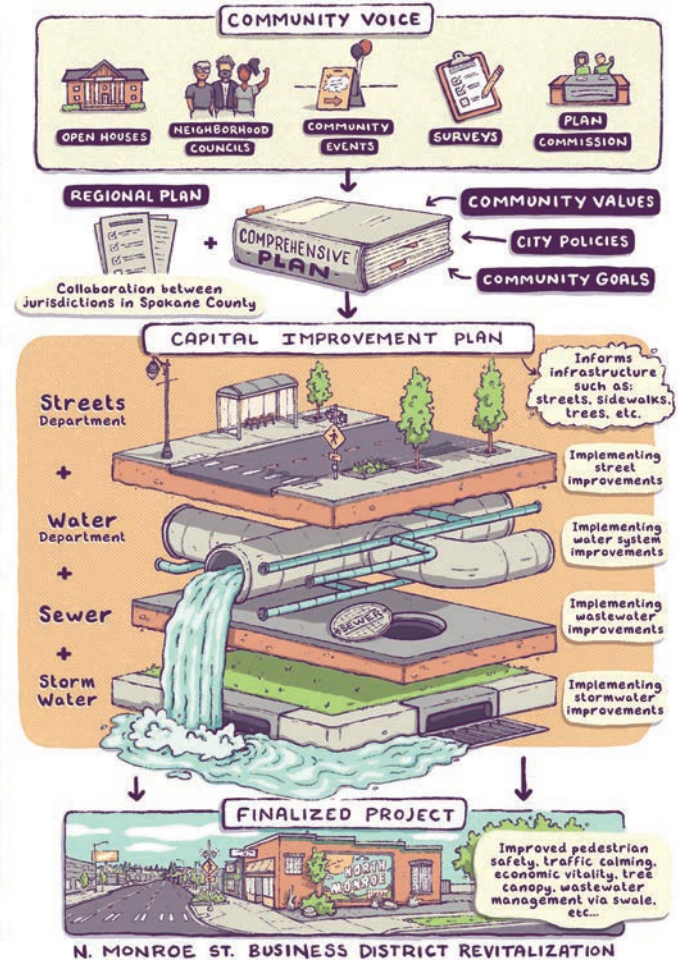 COMMUNITY VOICE
OPEN HOUSES
NEIGHBORHOOD
COUNCILS
COMMUNITY
EVENTS
SURVEYS
PLAN
COMMISSION
REGIONAL PLAN
+
Collaboration between
jurisdictions in Spokane County
COMPREHENSIVE
PLAN
COMMUNITY VALUES
CITY POLICIES
COMMUNITY GOALS
CAPITAL IMPROVEMENT PLAN
Informs
infrastructure
such as:
streets, sidewalks,
trees, etc.
Streets
Department
Implementing
street
improvements
+
Water
Department
Implementing
water system
improvements
+
Sewer
SEWER
Implementing
wastewater
improvements
+
Storm
Water
Implementing
stormwater
improvements
FINALIZED PROJECT
NORTH
MONROE
Improved pedestrian
safety, traffic calming,
economic vitality, tree
canopy, wastewater
management via swale,
etc...
N. MONROE ST. BUSINESS DISTRICT REVITALIZATION